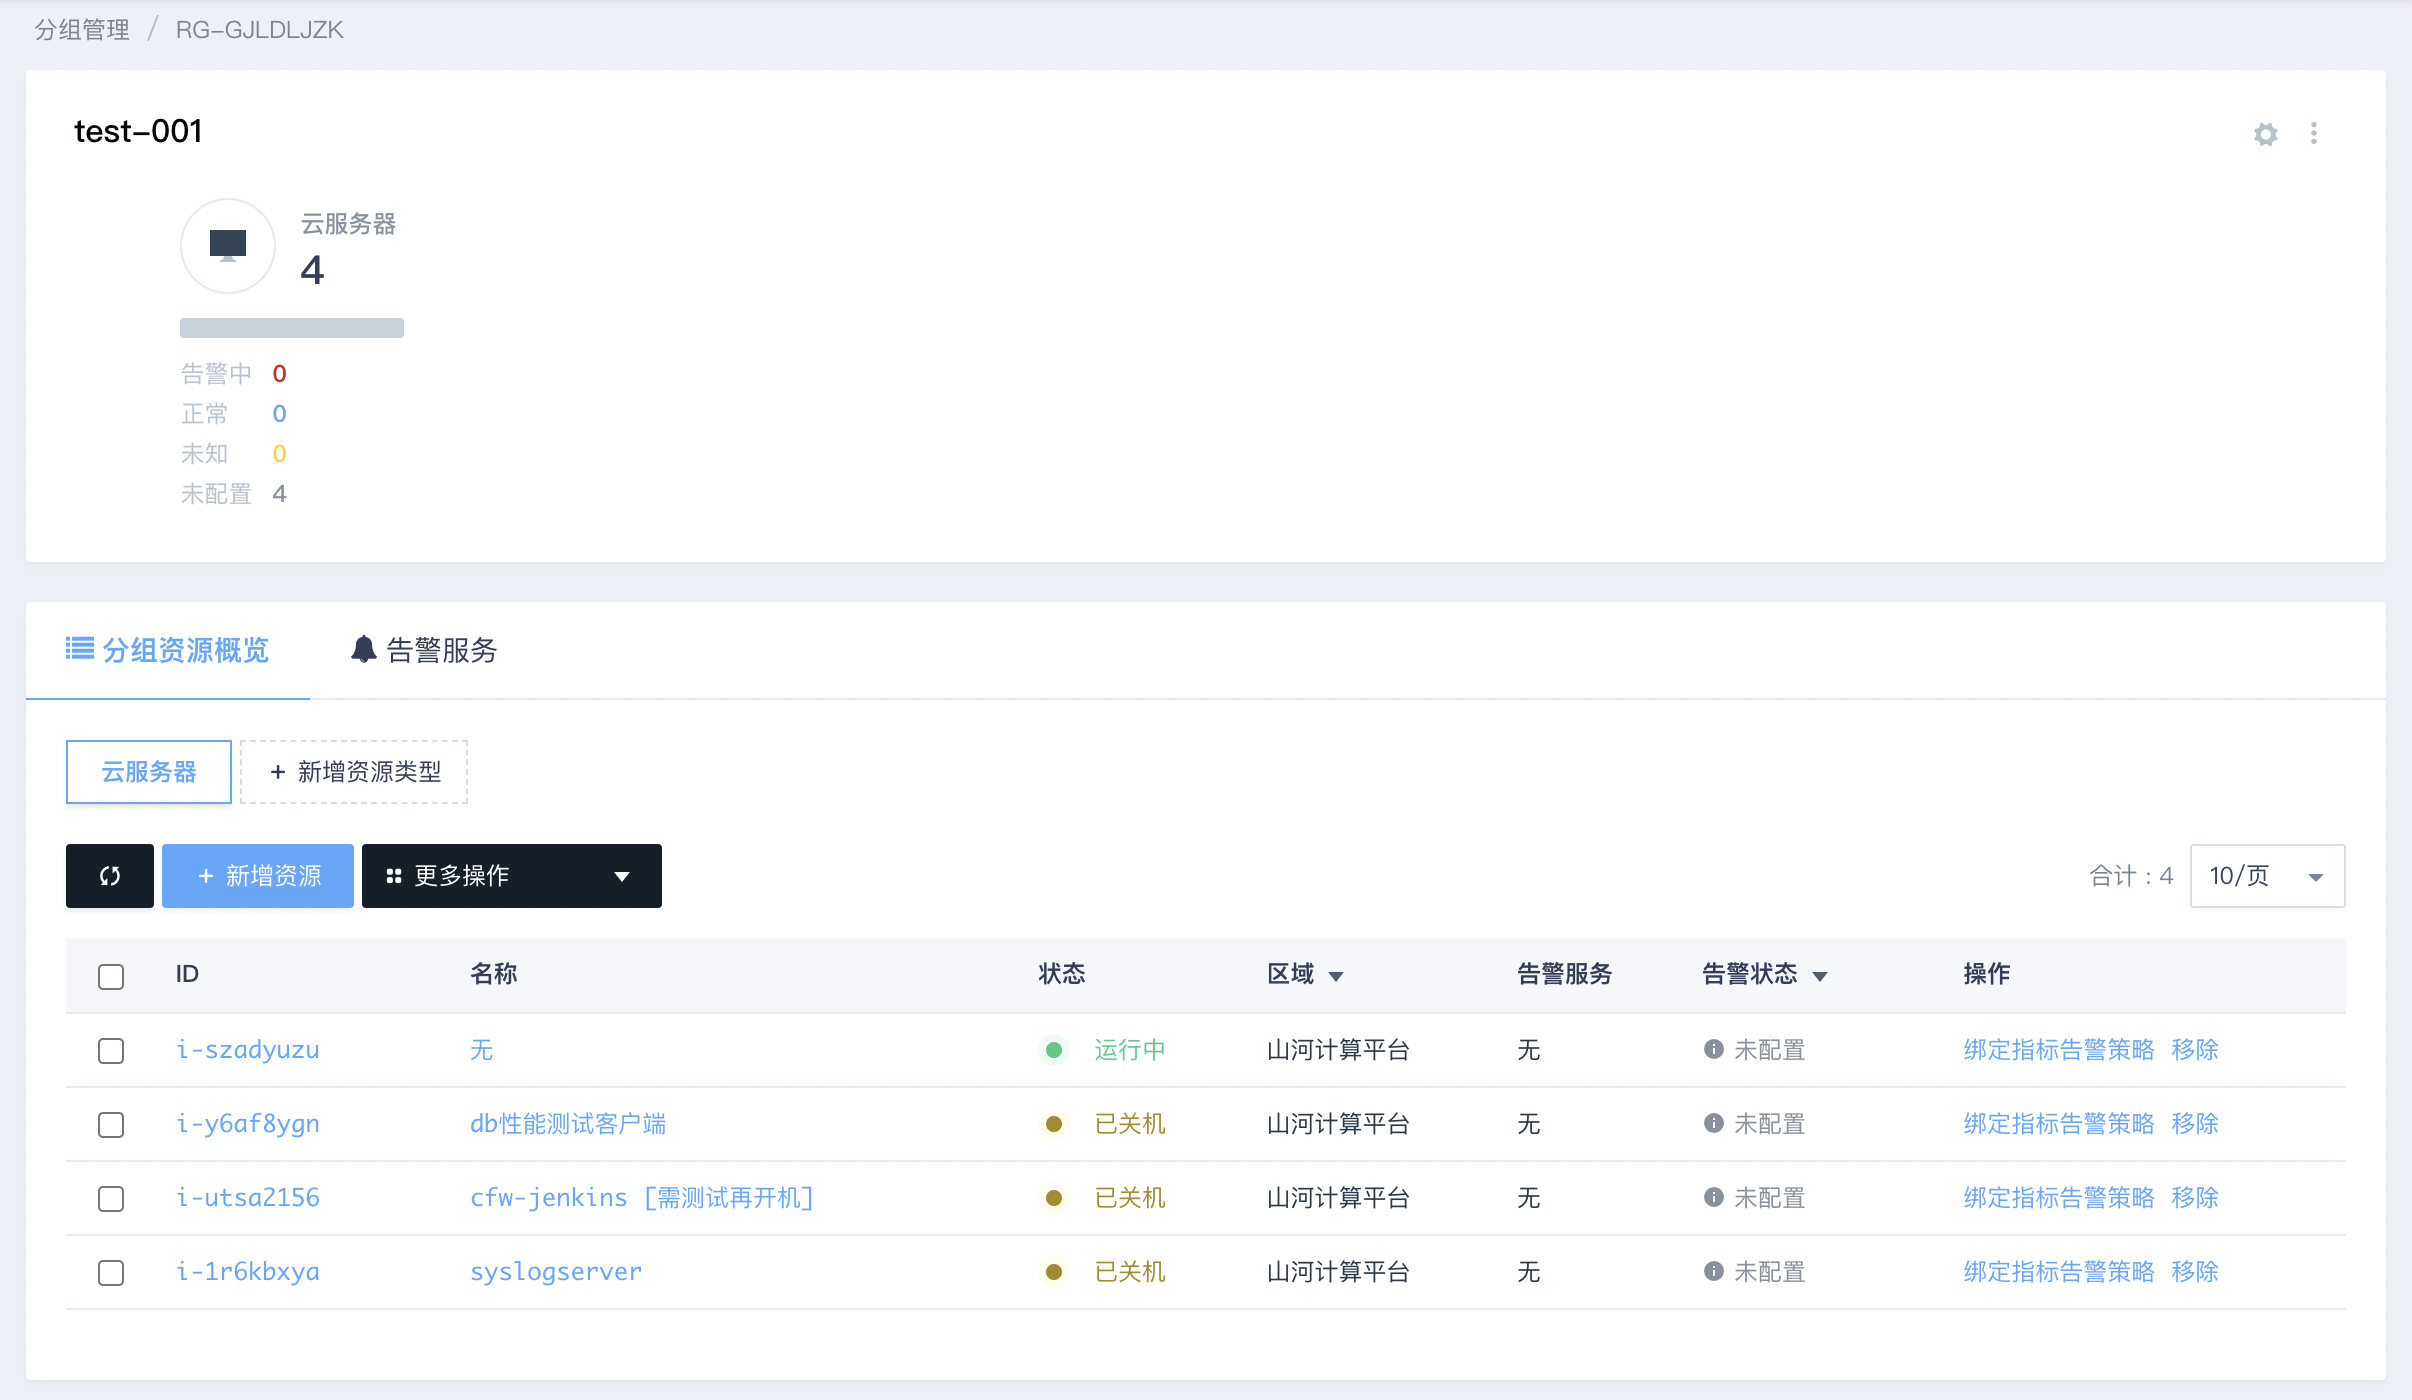 分组管理 / RG-GJLDLJZK
test-001
云服务器
4
告警中 0
正常 0
未知 0
未配置 4
分组资源概览 告警服务
云服务器 + 新增资源类型
+ 新增资源 更多操作 合计：4 10/页
ID 名称 状态 区域 告警服务 告警状态 操作
i-szadyuzu 无 运行中 山河计算平台 无 未配置 绑定指标告警策略 移除
i-y6af8ygn db性能测试客户端 已关机 山河计算平台 无 未配置 绑定指标告警策略 移除
i-utsa2156 cfw-jenkins [需测试再开机] 已关机 山河计算平台 无 未配置 绑定指标告警策略 移除
i-1r6kbxya syslogserver 已关机 山河计算平台 无 未配置 绑定指标告警策略 移除